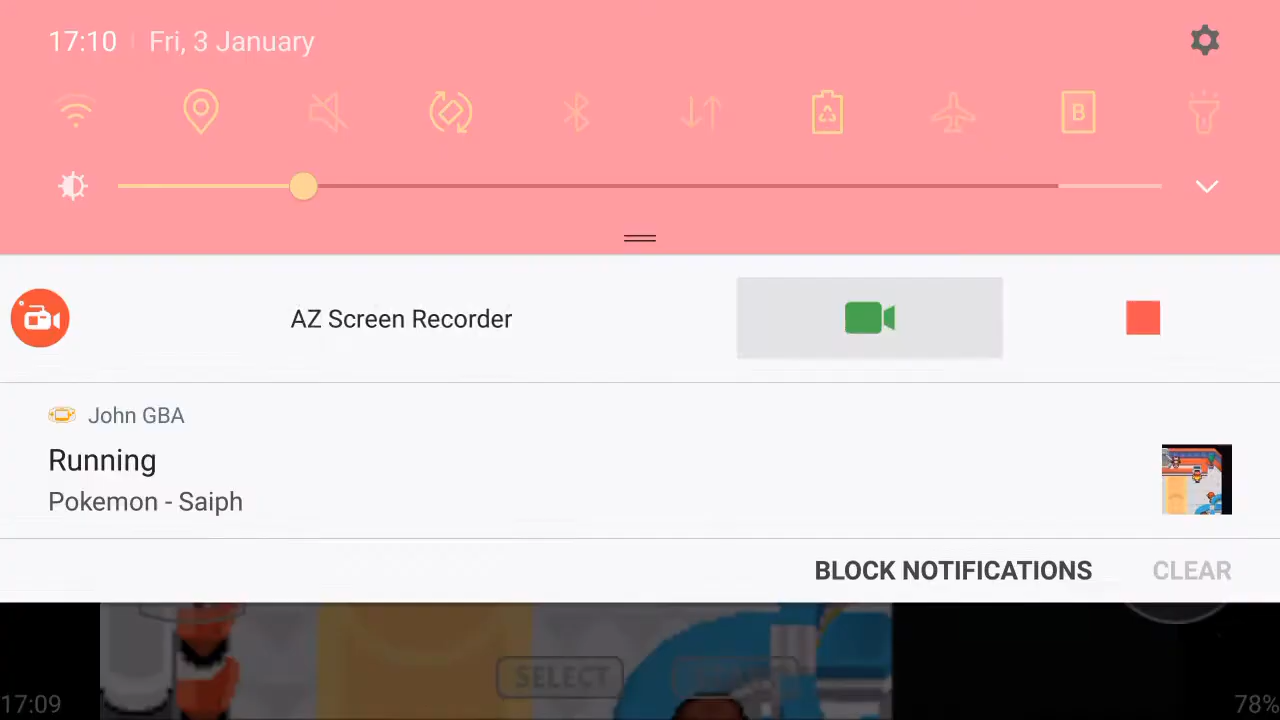 17:10 Fri, 3 January
B
AZ Screen Recorder
John GBA
Running
Pokemon - Saiph
BLOCK NOTIFICATIONS CLEAR
SELECT
17:09 78%